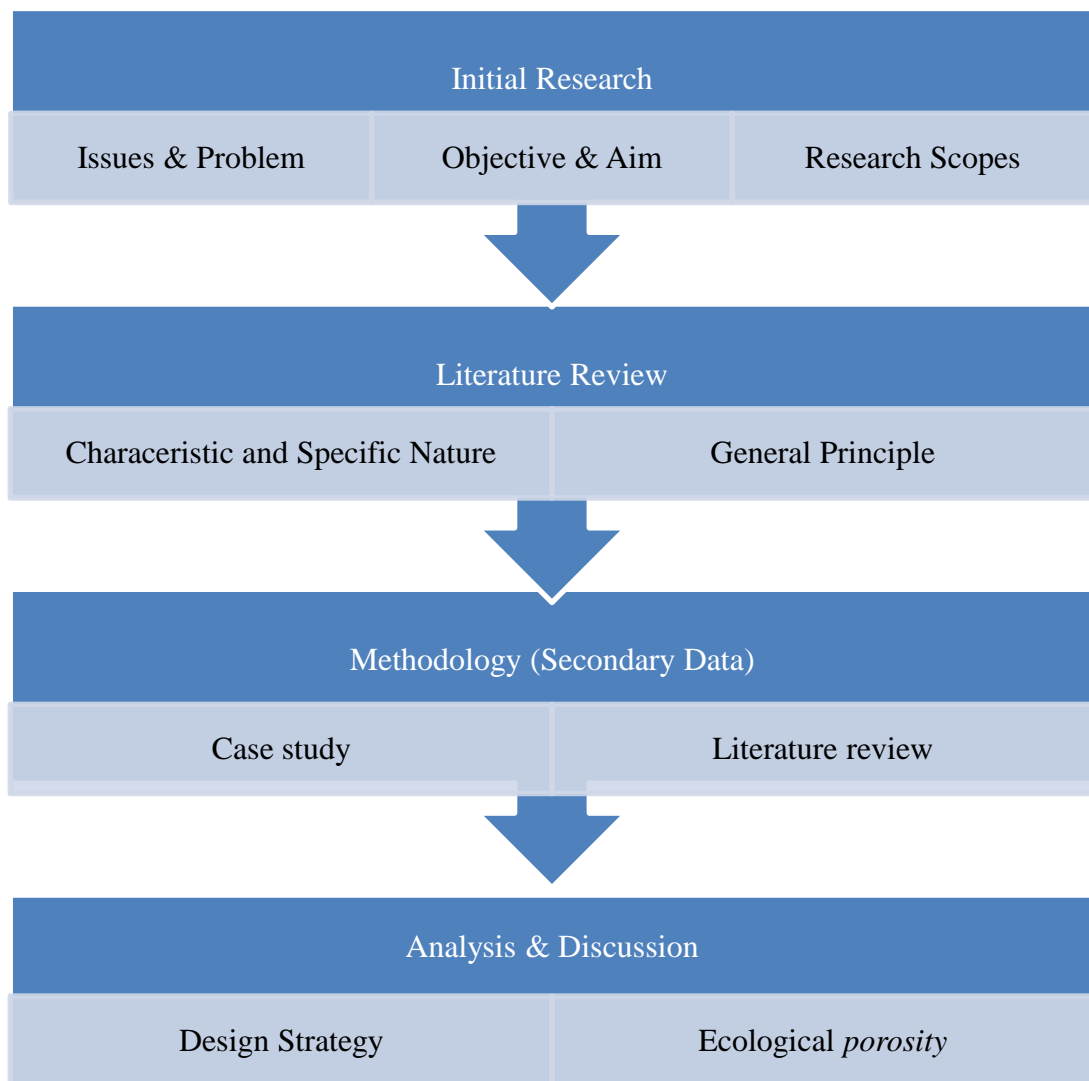 Initial Research
Issues & Problem
Objective & Aim
Research Scopes
Literature Review
Characeristic and Specific Nature
General Principle
Methodology (Secondary Data)
Case study
Literature review
Analysis & Discussion
Design Strategy
Ecological porosity